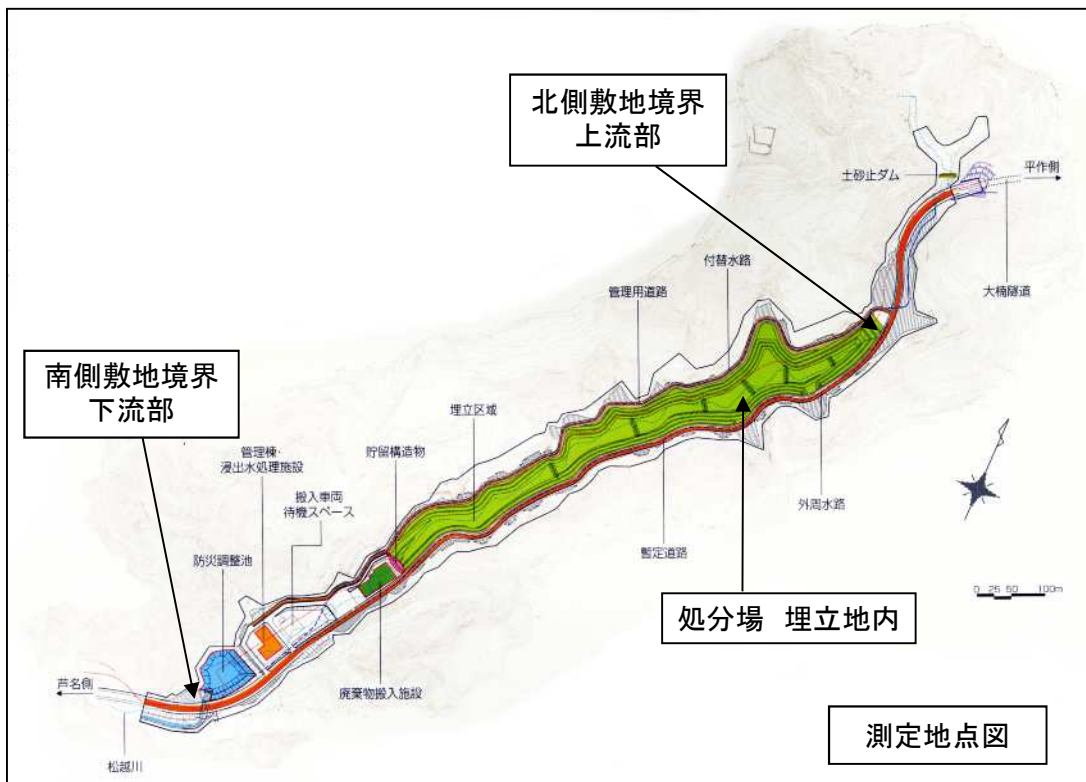 北側敷地境界
上流部
土砂止ダム
平作側
付替水路
管理用道路
大楠隧道
南側敷地境界
下流部
埋立区域
管理棟・
浸出水処理施設
貯留構造物
搬入車両
待機スペース
外周水路
防災調整池
暫定道路
0 25 50 100m
処分場 埋立地内
芦名側
廃棄物搬入施設
測定地点図
松越川